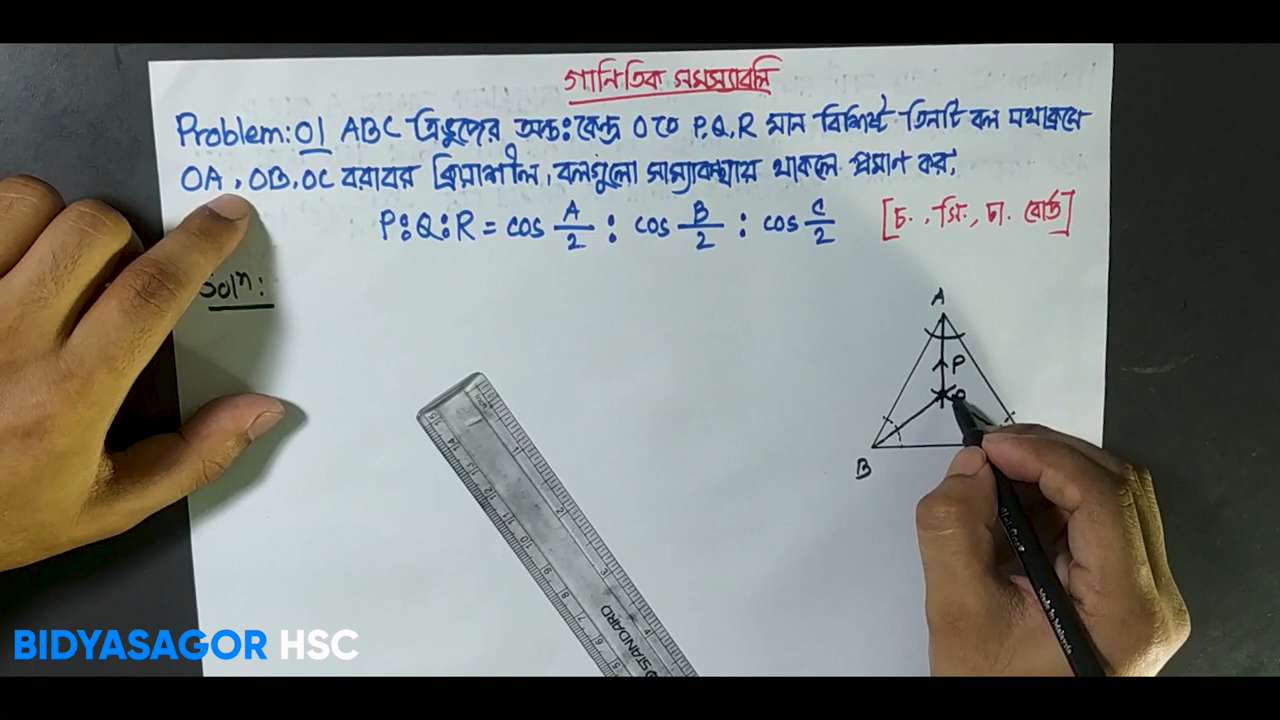 গানিতিক সমস্যাবলি
Problem:01 ABC ত্রিভুজের অন্তঃকেন্দ্র O তে P,Q,R মান বিশিষ্ট তিনটি বল যথাক্রমে
OA, OB, OC বরাবর ক্রিয়াশীল, বলগুলো সাম্যাবস্থায় থাকলে প্রমাণ কর,
P:Q:R = cos A/2 : cos B/2 : cos C/2 [চ., সি., ঢা. বোর্ড]
Solⁿ:
A
P
B
STANDARD
BIDYASAGOR HSC